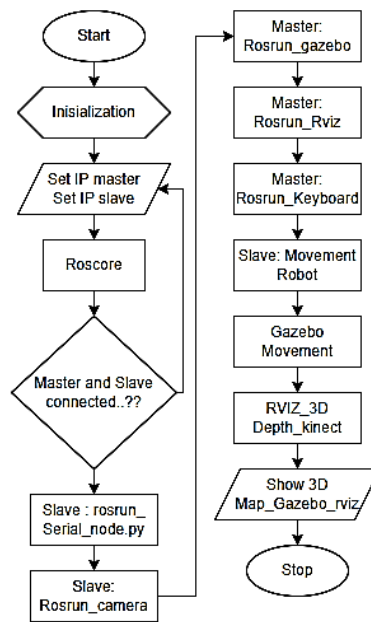 Start
Inisialization
Set IP master
Set IP slave
Roscore
Master and Slave
connected..??
Slave : rosrun_
Serial_node.py
Slave:
Rosrun_camera
Master:
Rosrun_gazebo
Master:
Rosrun_Rviz
Master:
Rosrun_Keyboard
Slave: Movement
Robot
Gazebo
Movement
RVIZ_3D
Depth_kinect
Show 3D
Map_Gazebo_rviz
Stop